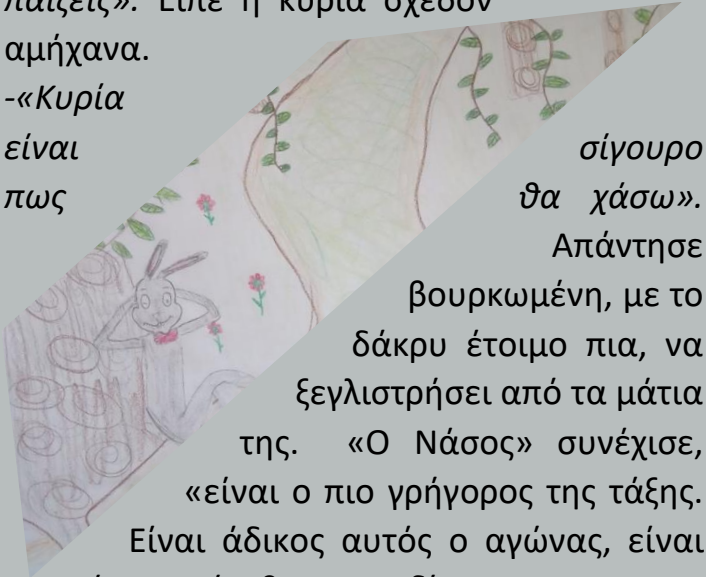 παίζεις». Είπε η κυρία σχεδόν
αμήχανα.
-«Κυρία
είναι σίγουρο
πως θα χάσω».
Απάντησε
βουρκωμένη, με το
δάκρυ έτοιμο πια, να
ξεγλιστρήσει από τα μάτια
της. «Ο Νάσος» συνέχισε,
«είναι ο πιο γρήγορος της τάξης.
Είναι άδικος αυτός ο αγώνας, είναι